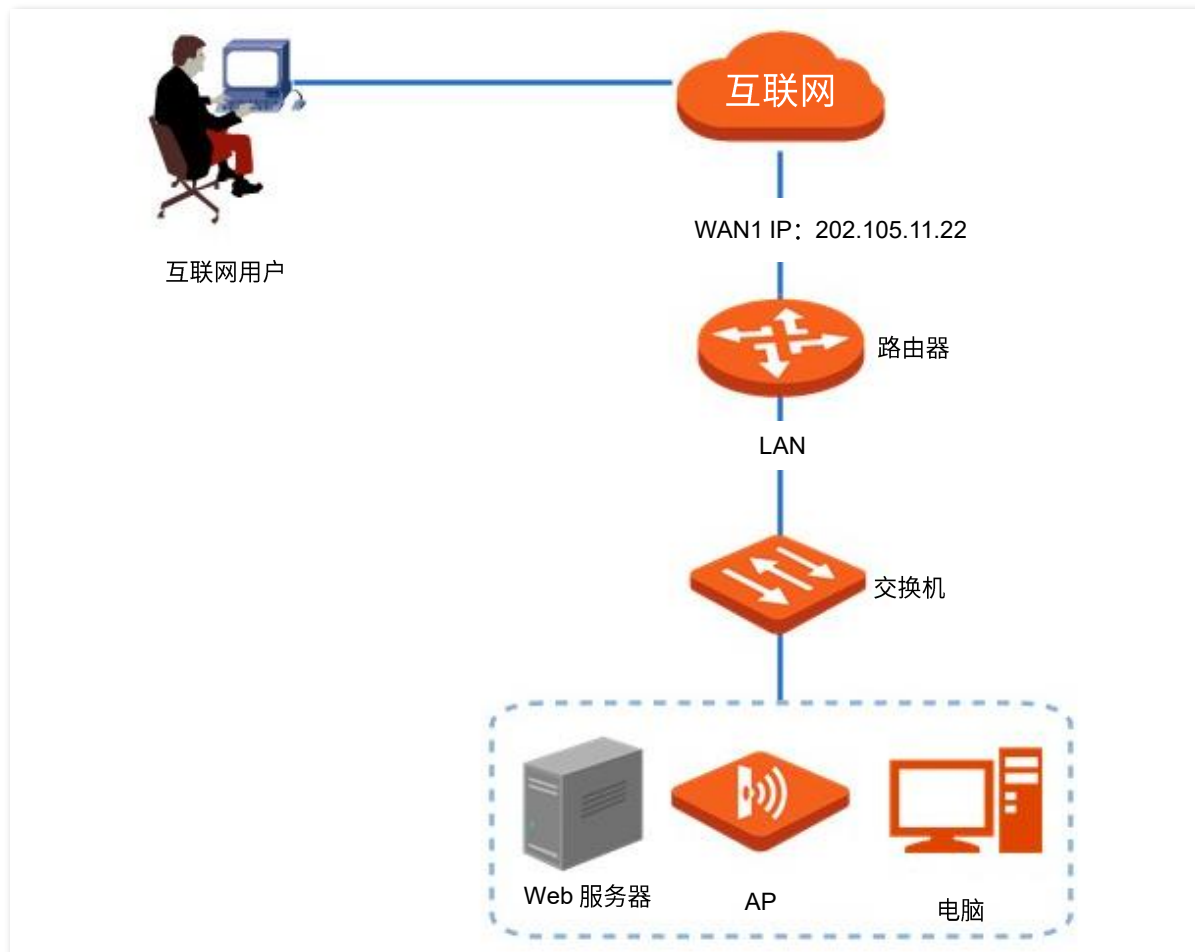 互联网
WAN1 IP：202.105.11.22
互联网用户
路由器
LAN
交换机
Web 服务器
AP
电脑